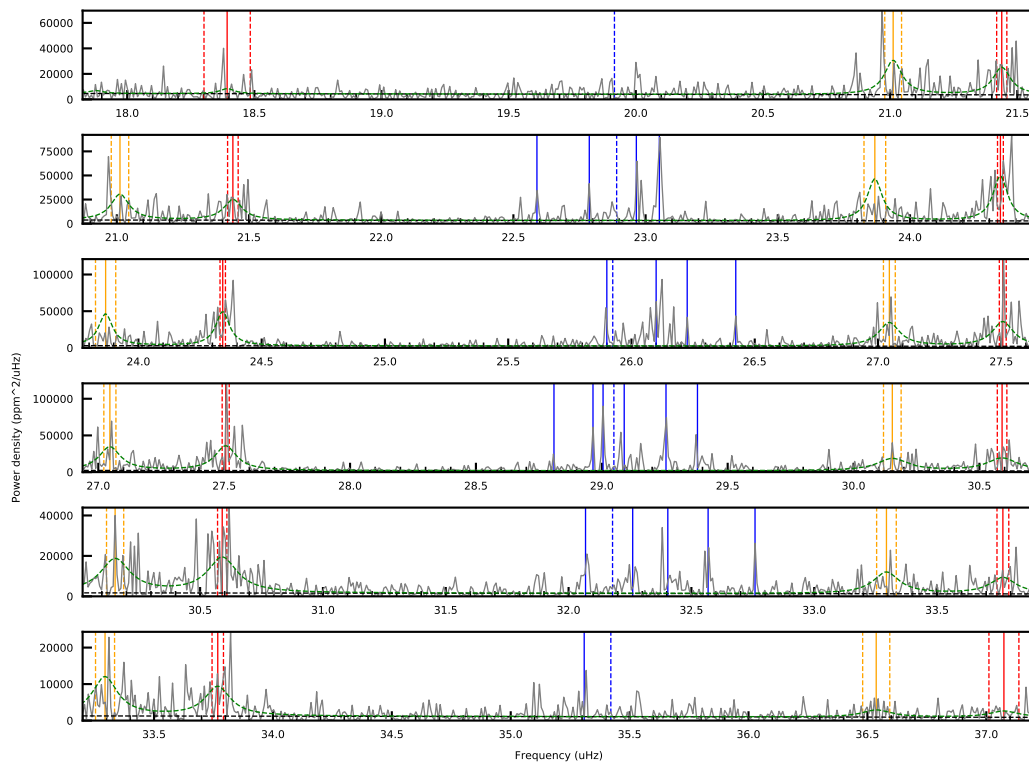 60000
40000
20000
0
18.0 18.5 19.0 19.5 20.0 20.5 21.0 21.5
75000
50000
25000
0
21.0 21.5 22.0 22.5 23.0 23.5 24.0
100000
50000
0
24.0 24.5 25.0 25.5 26.0 26.5 27.0 27.5
Power density (ppm^2/uHz)
100000
50000
0
27.0 27.5 28.0 28.5 29.0 29.5 30.0 30.5
40000
20000
0
30.5 31.0 31.5 32.0 32.5 33.0 33.5
20000
10000
0
33.5 34.0 34.5 35.0 35.5 36.0 36.5 37.0
Frequency (uHz)